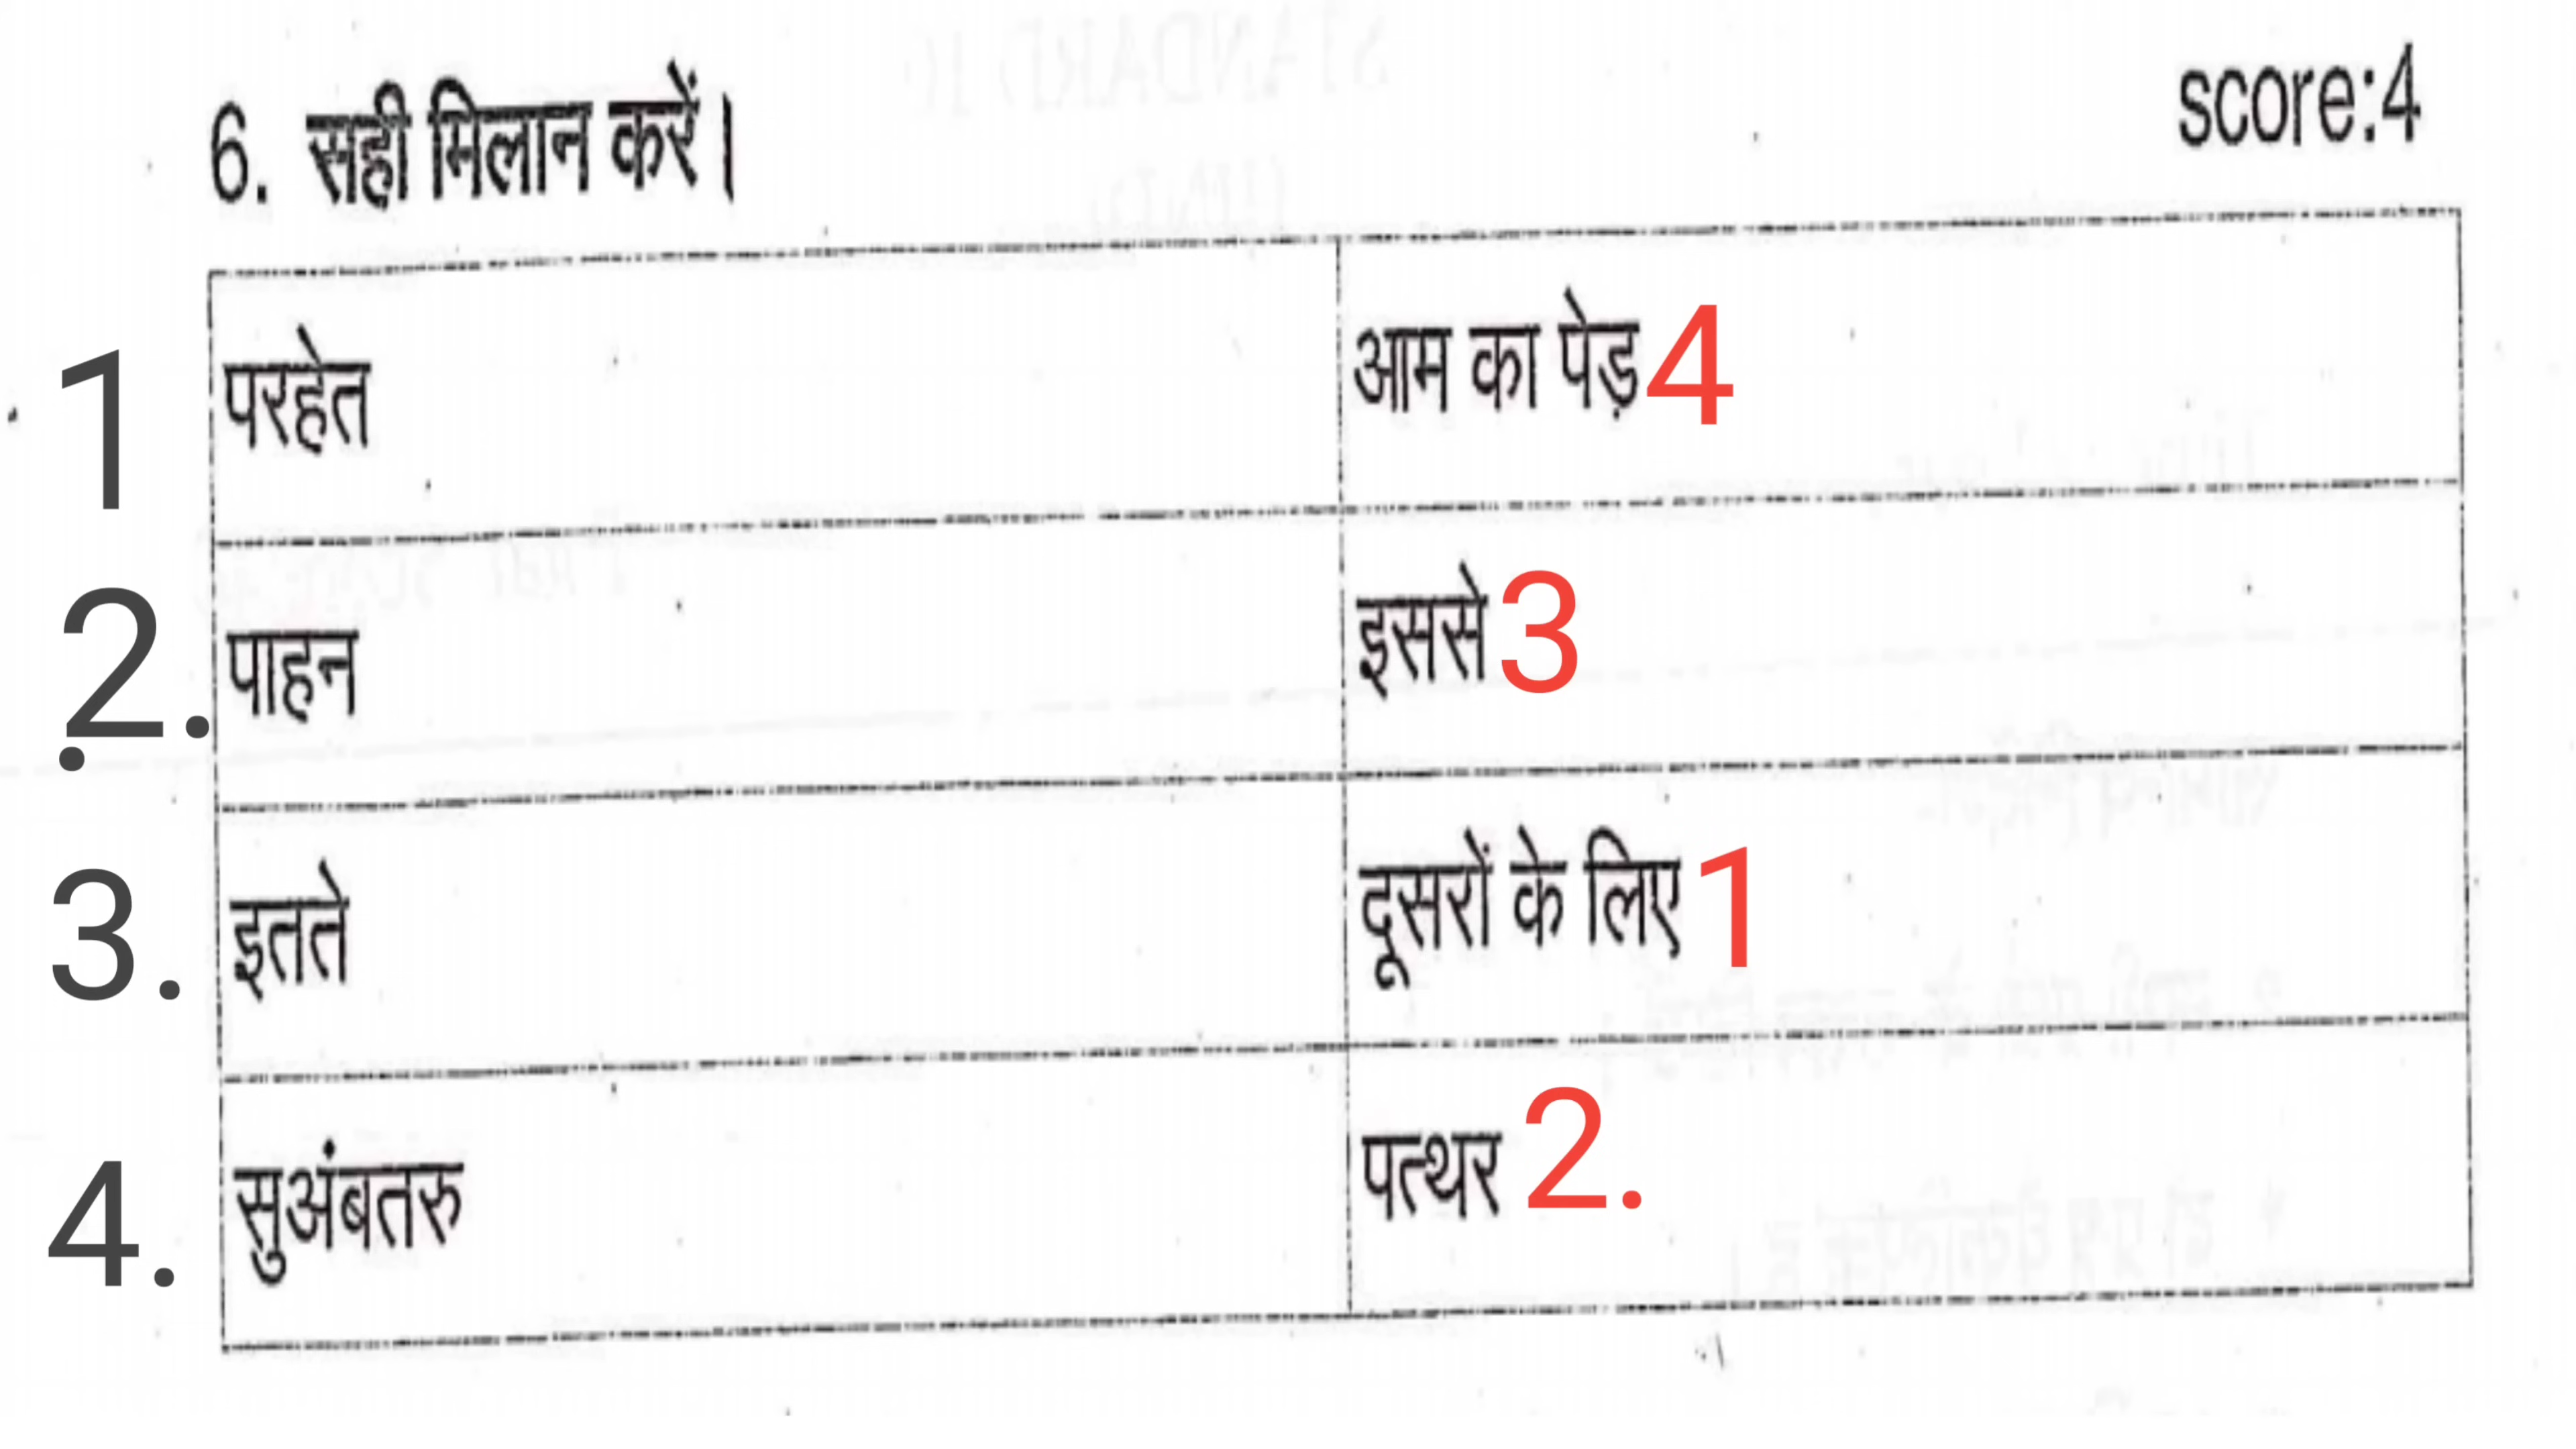 6. सही मिलान करें।
score:4
1 परहेत आम का पेड़ 4
2. पाहन इससे 3
3. इतते दूसरों के लिए 1
4. सुअंबतरु पत्थर 2.